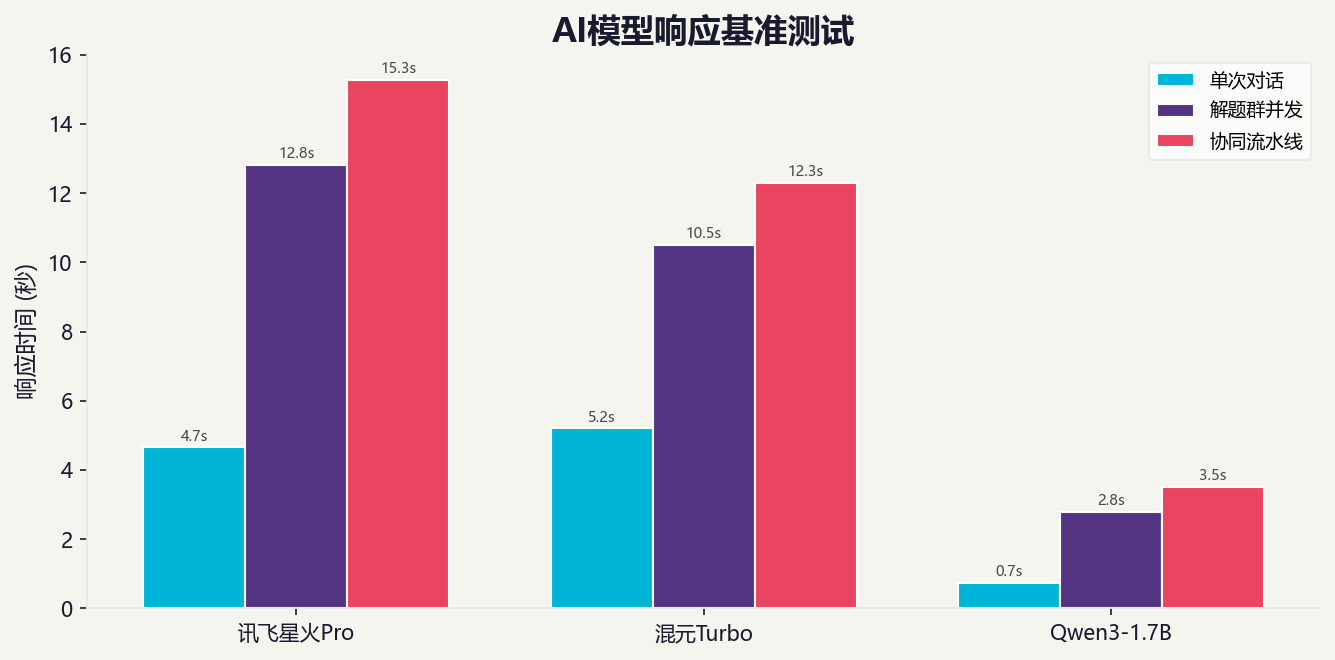 AI模型响应基准测试
单次对话
解题群并发
协同流水线
响应时间 (秒)
16
14
12
10
8
6
4
2
0
4.7s
12.8s
15.3s
5.2s
10.5s
12.3s
0.7s
2.8s
3.5s
讯飞星火Pro
混元Turbo
Qwen3-1.7B